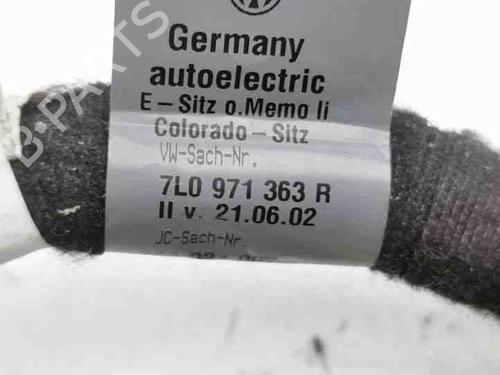 B-PARTS
Germany
autoelectric
E-Sitz o.Memo li
Colorado-Sitz
VW-Sach-Nr.
7L0 971 363 R
II v. 21.06.02
JC-Sach-Nr.